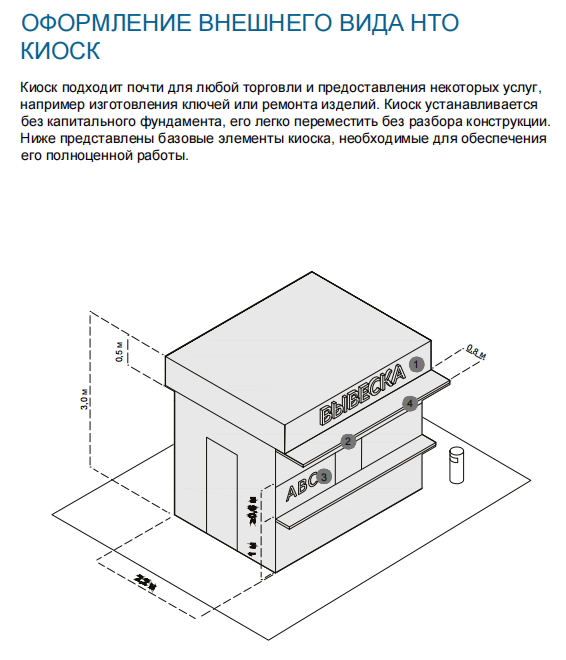 ОФОРМЛЕНИЕ ВНЕШНЕГО ВИДА НТО
КИОСК
Киоск подходит почти для любой торговли и предоставления некоторых услуг,
например изготовления ключей или ремонта изделий. Киоск устанавливается
без капитального фундамента, его легко переместить без разбора конструкции.
Ниже представлены базовые элементы киоска, необходимые для обеспечения
его полноценной работы.
0,5 м
0,8 м
3,0 м
1
ВЫВЕСКА
4
2
ABC
3
1 м